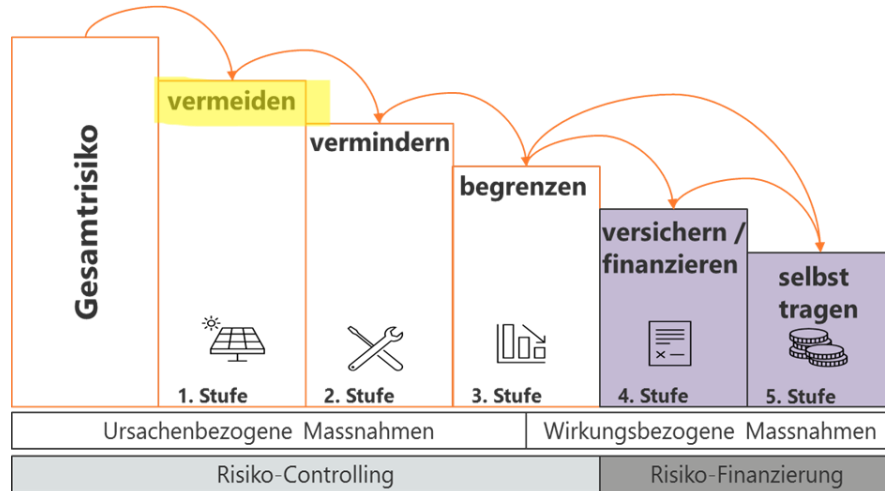 Gesamtrisiko
vermeiden
1. Stufe
vermindern
2. Stufe
begrenzen
3. Stufe
versichern /
finanzieren
4. Stufe
selbst
tragen
5. Stufe
Ursachenbezogene Massnahmen
Wirkungsbezogene Massnahmen
Risiko-Controlling
Risiko-Finanzierung